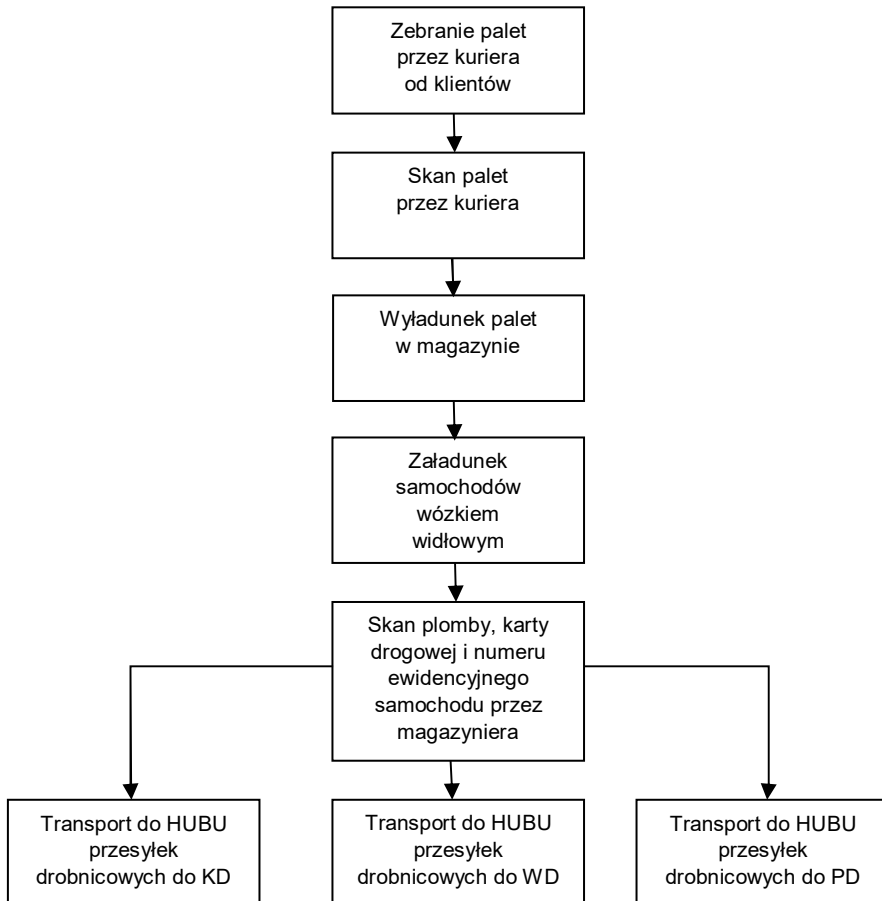 Zebranie palet
przez kuriera
od klientów
Skan palet
przez kuriera
Wyładunek palet
w magazynie
Załadunek
samochodów
wózkiem
widłowym
Skan plomby, karty
drogowej i numeru
ewidencyjnego
samochodu przez
magazyniera
Transport do HUBU
przesyłek
drobnicowych do KD
Transport do HUBU
przesyłek
drobnicowych do WD
Transport do HUBU
przesyłek
drobnicowych do PD